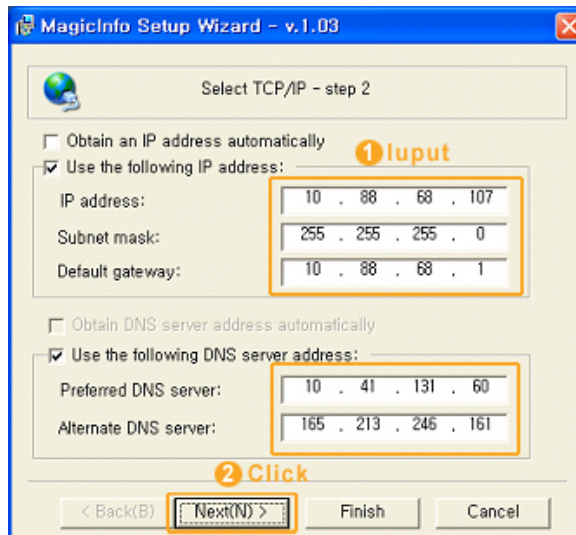 MagicInfo Setup Wizard - v.1.03
Select TCP/IP - step 2
Obtain an IP address automatically
1 Iuput
Use the following IP address:
IP address: 10 . 88 . 68 . 107
Subnet mask: 255 . 255 . 255 . 0
Default gateway: 10 . 88 . 68 . 1
Obtain DNS server address automatically
Use the following DNS server address:
Preferred DNS server: 10 . 41 . 131 . 60
Alternate DNS server: 165 . 213 . 246 . 161
2 Click
< Back(B) Next(N) > Finish Cancel